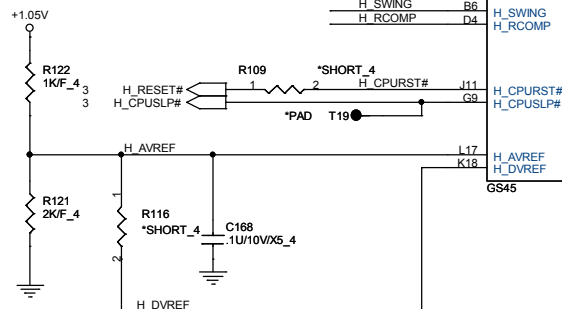 H_SWING B6 H_SWING
H_RCOMP D4 H_RCOMP
+1.05V
R122
1K/F_4
R109 *SHORT_4
3 H_RESET# 1 2 H_CPURST# J11 H_CPURST#
3 H_CPUSLP# G9 H_CPUSLP#
*PAD T19
H_AVREF L17 H_AVREF
K18 H_DVREF
GS45
R121
2K/F_4
1
R116
*SHORT_4
2
C168
.1U/10V/X5_4
H_DVREF